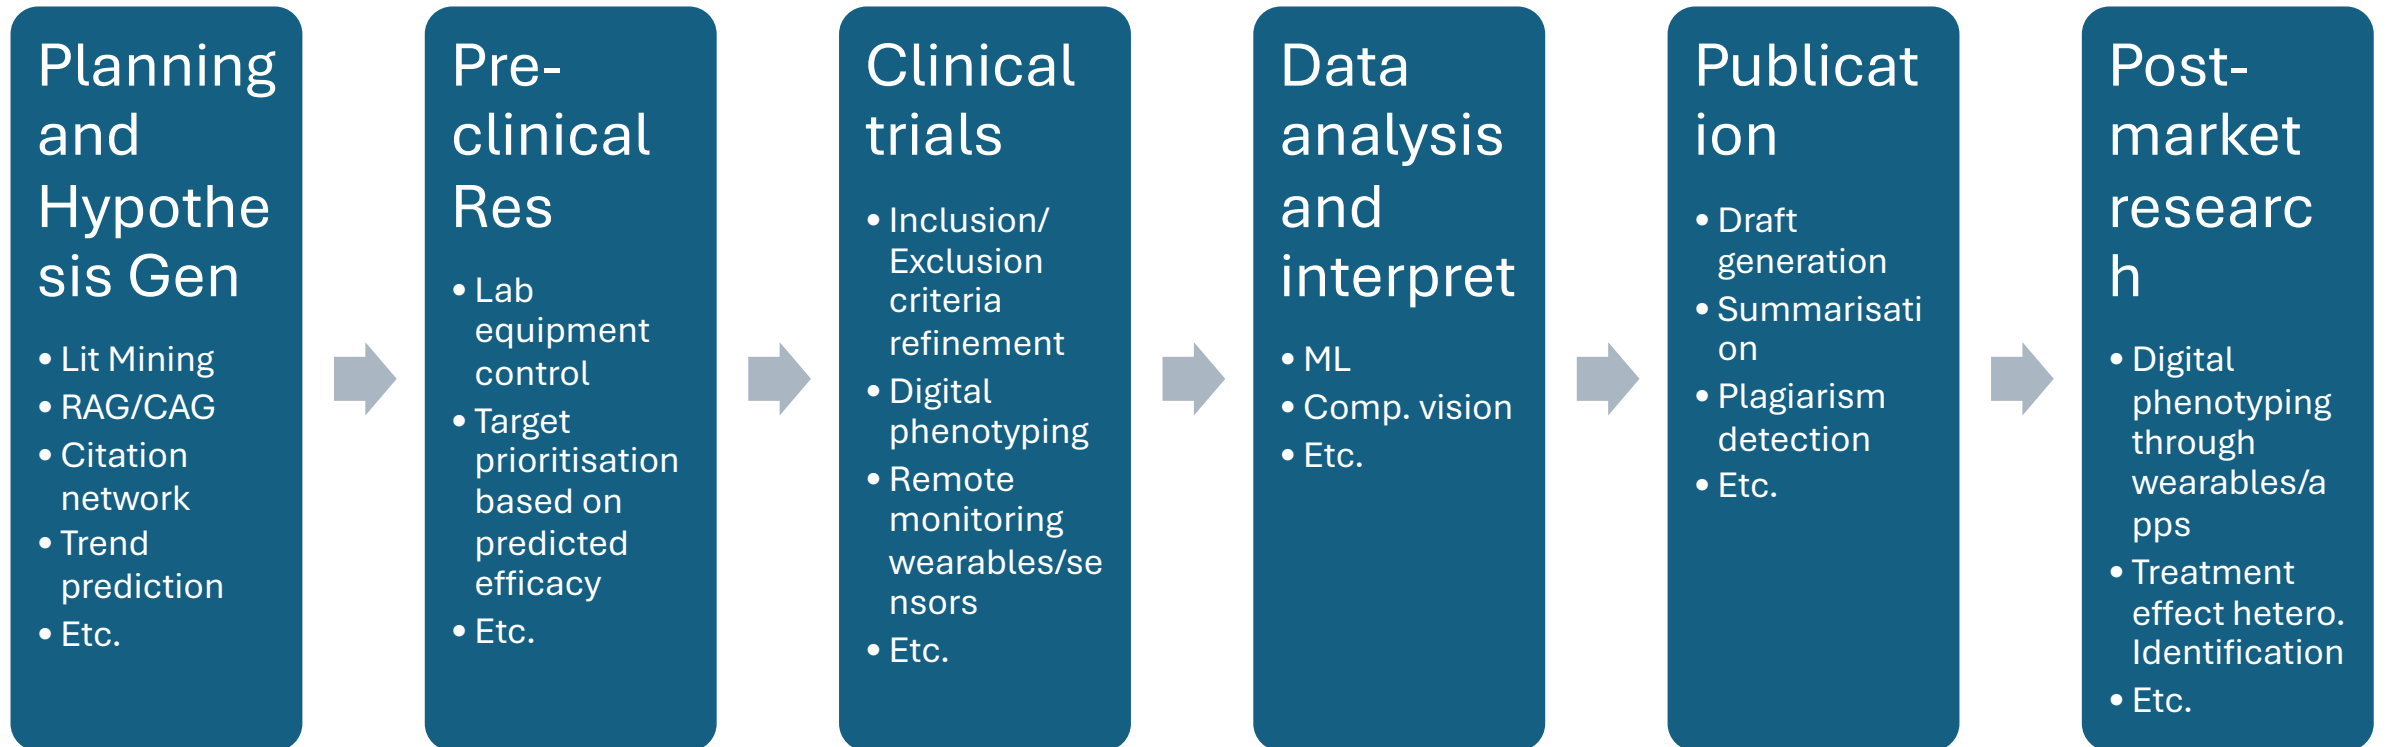 Planning
and
Hypothe
sis Gen
• Lit Mining
• RAG/CAG
• Citation
network
• Trend
prediction
• Etc.
Pre-
clinical
Res
• Lab
equipment
control
• Target
prioritisation
based on
predicted
efficacy
• Etc.
Clinical
trials
• Inclusion/
Exclusion
criteria
refinement
• Digital
phenotyping
• Remote
monitoring
wearables/se
nsors
• Etc.
Data
analysis
and
interpret
• ML
• Comp. vision
• Etc.
Publicat
ion
• Draft
generation
• Summarisati
on
• Plagiarism
detection
• Etc.
Post-
market
researc
h
• Digital
phenotyping
through
wearables/a
pps
• Treatment
effect hetero.
Identification
• Etc.